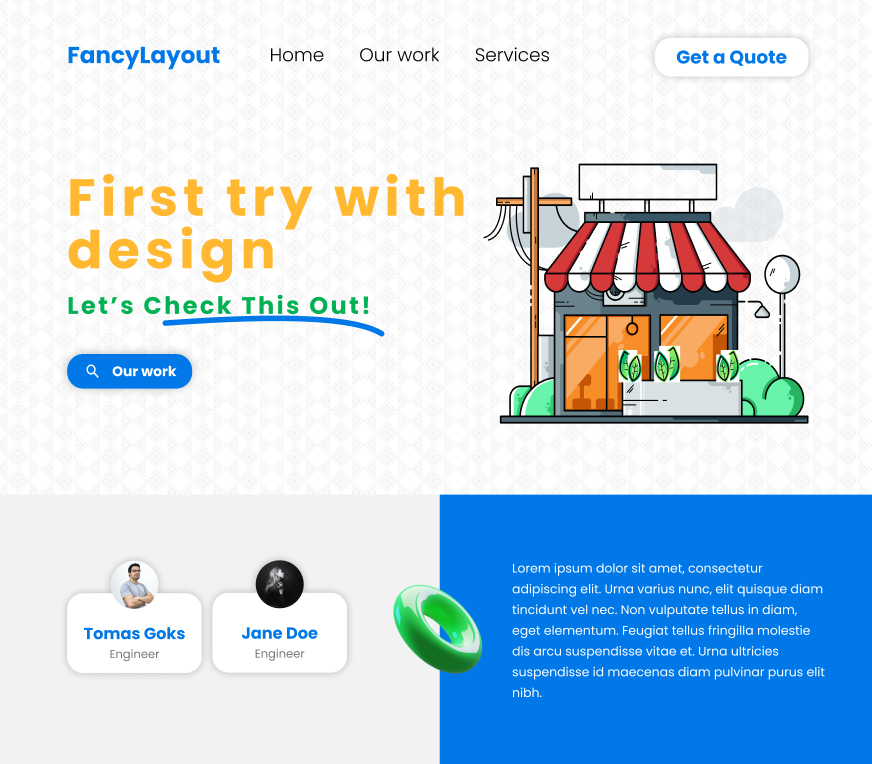 FancyLayout
Home
Our work
Services
Get a Quote
First try with
design
Let’s Check This Out!
Our work
Tomas Goks
Engineer
Jane Doe
Engineer
Lorem ipsum dolor sit amet, consectetur
adipiscing elit. Urna varius nunc, elit quisque diam
tincidunt vel nec. Non vulputate tellus in diam,
eget elementum. Feugiat tellus fringilla molestie
dis arcu suspendisse vitae et. Urna ultricies
suspendisse id maecenas diam pulvinar purus elit
nibh.